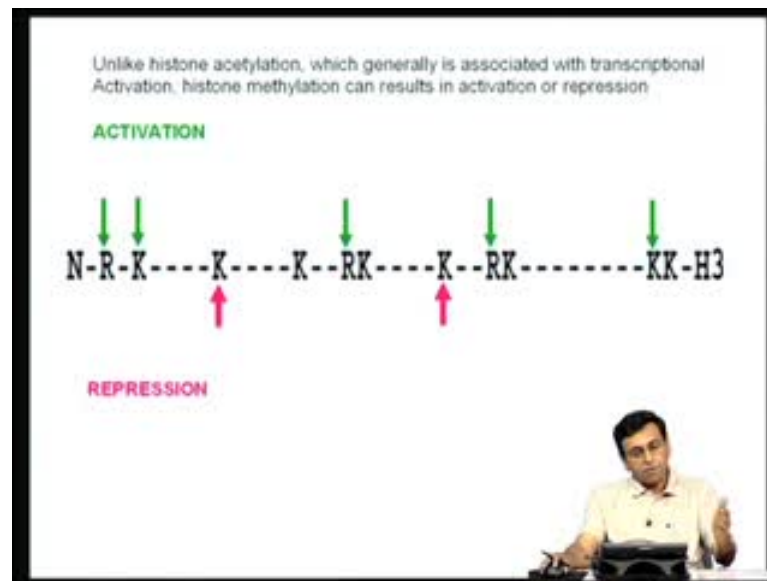 Unlike histone acetylation, which generally is associated with transcriptional
Activation, histone methylation can results in activation or repression
ACTIVATION
N-R-K----K----K--RK----K--RK--------KK-H3
REPRESSION